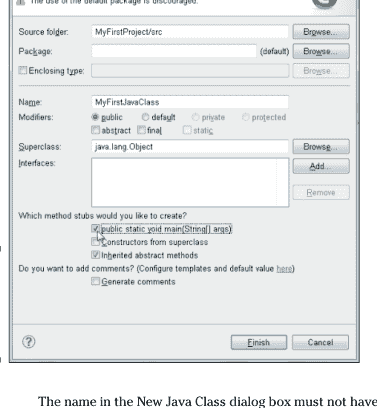 The use of the default package is discouraged.
Source folder: MyFirstProject/src Browse...
Package: (default) Browse...
Enclosing type: Browse...
Name: MyFirstJavaClass
Modifiers: public default private protected
abstract final static
Superclass: java.lang.Object Browse...
Interfaces: Add...
Remove
Which method stubs would you like to create?
public static void main(String[] args)
Constructors from superclass
Inherited abstract methods
Do you want to add comments? (Configure templates and default value here)
Generate comments
? Finish Cancel
The name in the New Java Class dialog box must not have